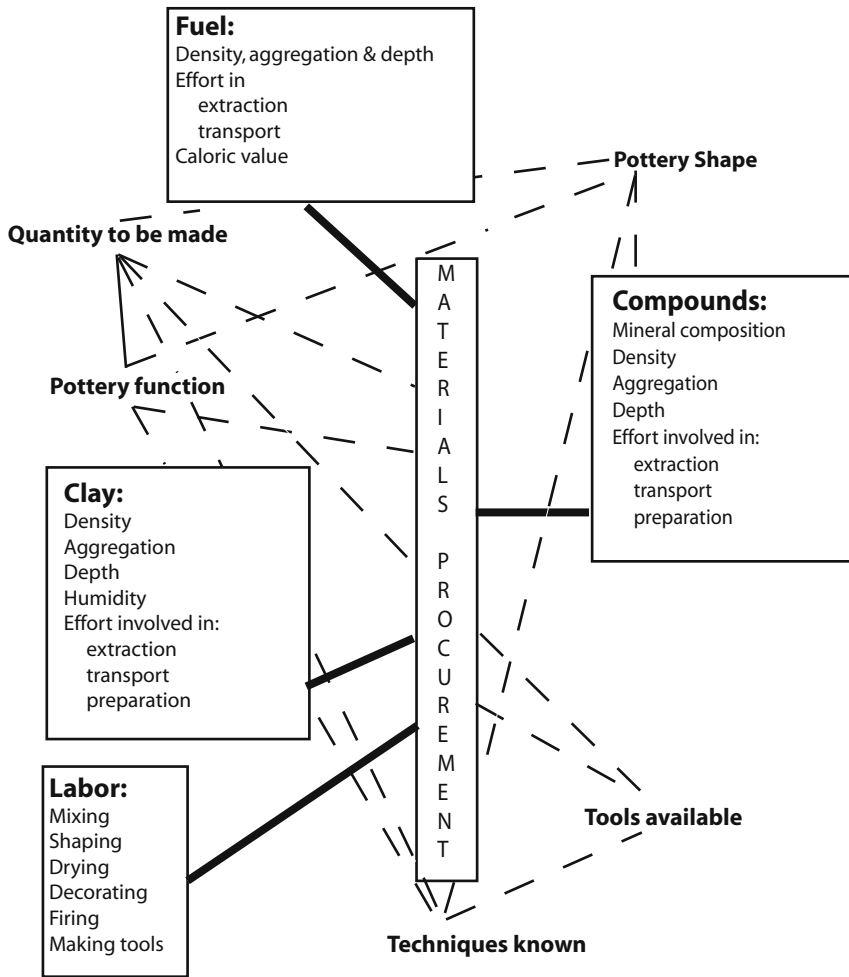 Fuel:
Density, aggregation & depth
Effort in
extraction
transport
Caloric value
Pottery Shape
Quantity to be made
Pottery function
MATERIALS PROCUREMENT
Compounds:
Mineral composition
Density
Aggregation
Depth
Effort involved in:
extraction
transport
preparation
Clay:
Density
Aggregation
Depth
Humidity
Effort involved in:
extraction
transport
preparation
Labor:
Mixing
Shaping
Drying
Decorating
Firing
Making tools
Tools available
Techniques known